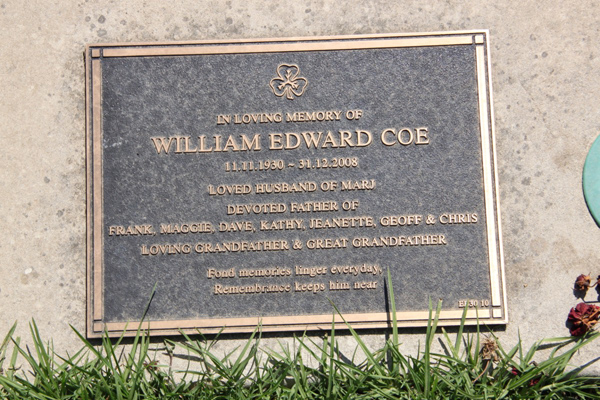 IN LOVING MEMORY OF
WILLIAM EDWARD COE
11.11.1930 – 31.12.2008
LOVED HUSBAND OF MARJ
DEVOTED FATHER OF
FRANK, MAGGIE, DAVE, KATHY, JEANETTE, GEOFF & CHRIS
LOVING GRANDFATHER & GREAT GRANDFATHER
Fond memories linger everyday,
Remembrance keeps him near
EJ 30 10